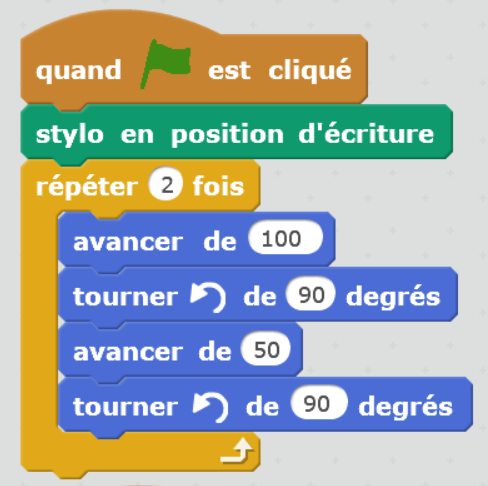 quand est cliqué
stylo en position d'écriture
répéter 2 fois
avancer de 100
tourner de 90 degrés
avancer de 50
tourner de 90 degrés